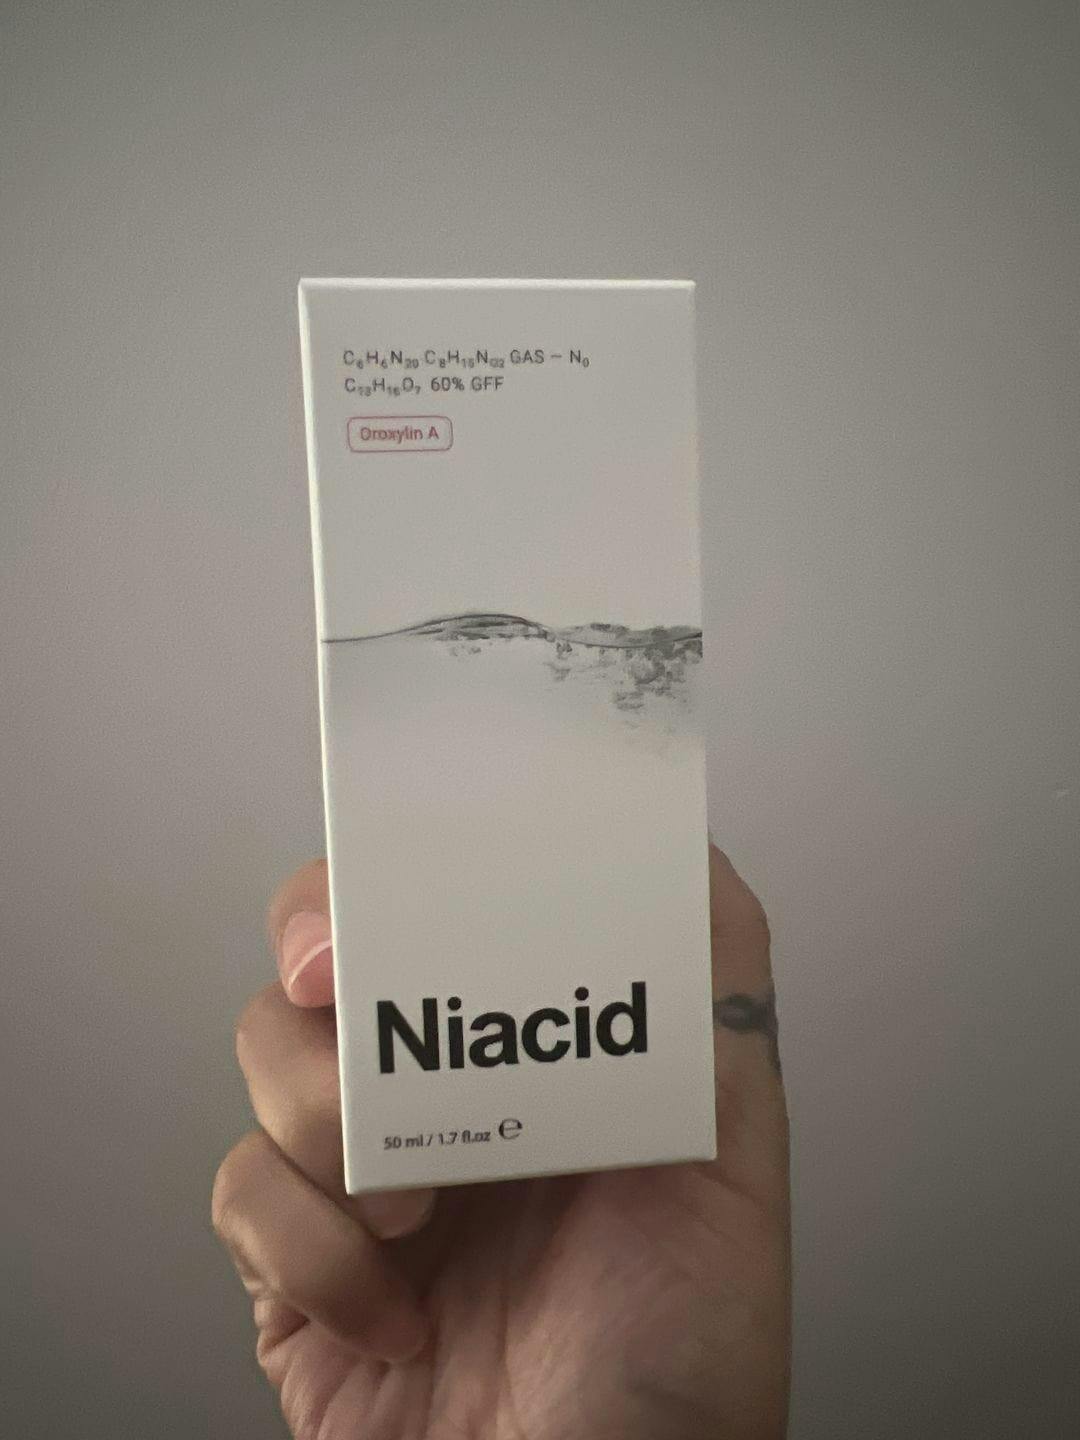 C₆H₆N₂₀ C₈H₁₅N₀₂ GAS – N₀
C₁₃H₁₆O₇ 60% GFF
Oroxylin A
Niacid
50 ml / 1.7 fl.oz ℮